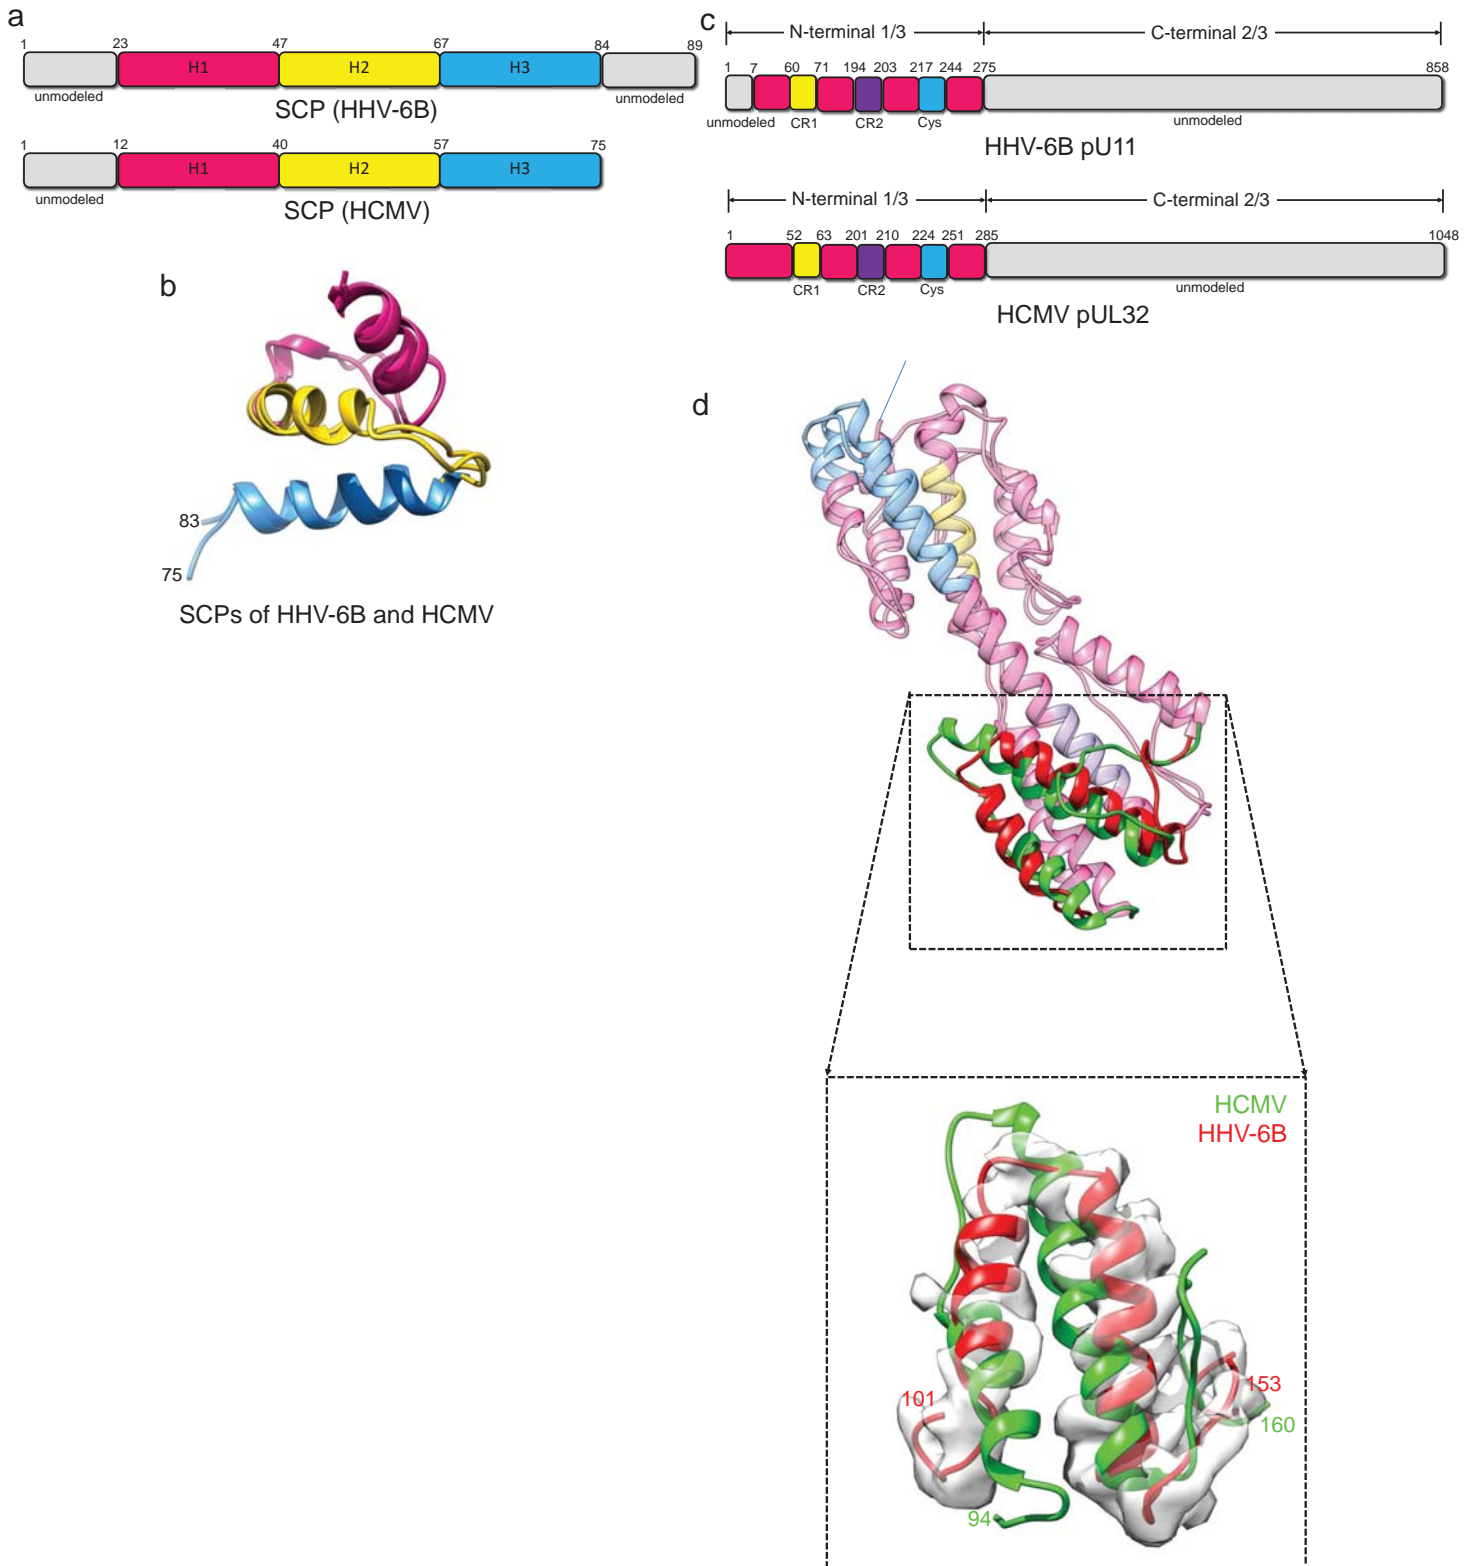 a
1 23 47 67 84 89
H1 H2 H3
unmodeled unmodeled
SCP (HHV-6B)
1 12 40 57 75
H1 H2 H3
unmodeled
SCP (HCMV)
b
83
75
SCPs of HHV-6B and HCMV
c
N-terminal 1/3 C-terminal 2/3
1 7 60 71 194 203 217 244 275 858
unmodeled CR1 CR2 Cys unmodeled
HHV-6B pU11
N-terminal 1/3 C-terminal 2/3
1 52 63 201 210 224 251 285 1048
CR1 CR2 Cys unmodeled
HCMV pUL32
d
HCMV
HHV-6B
101
153
160
94